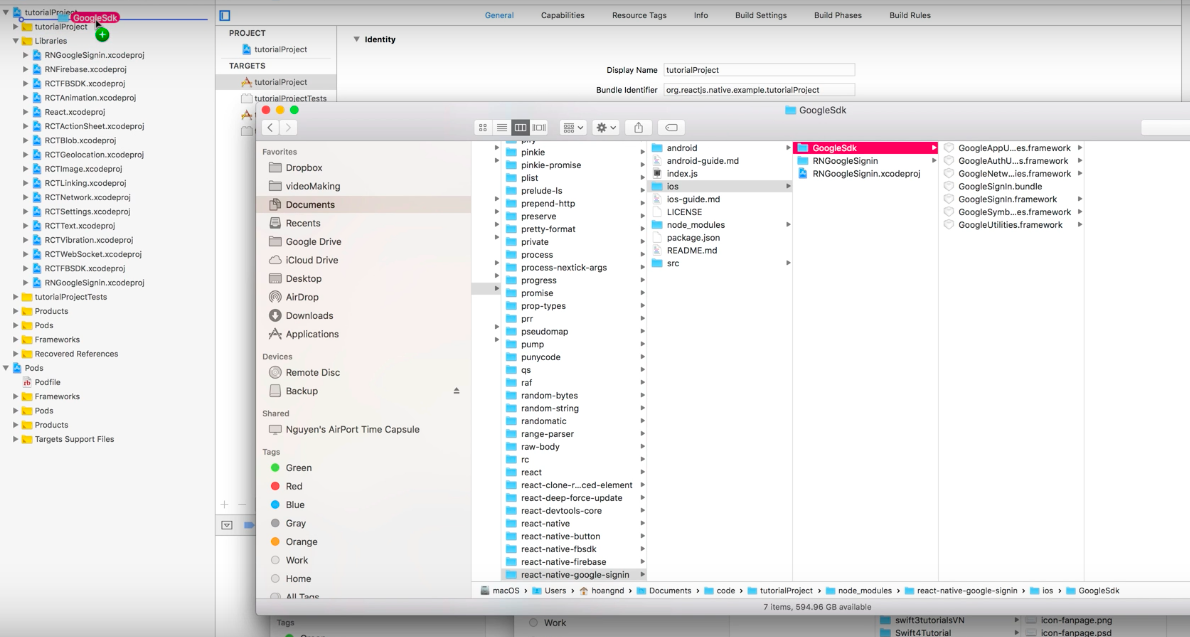 tutorialProject
GoogleSdk
tutorialProject
Libraries
RNGoogleSignin.xcodeproj
RNFirebase.xcodeproj
RCTFBSDK.xcodeproj
RCTAnimation.xcodeproj
React.xcodeproj
RCTActionSheet.xcodeproj
RCTBlob.xcodeproj
RCTGeolocation.xcodeproj
RCTImage.xcodeproj
RCTLinking.xcodeproj
RCTNetwork.xcodeproj
RCTSettings.xcodeproj
RCTText.xcodeproj
RCTVibration.xcodeproj
RCTWebSocket.xcodeproj
RCTFBSDK.xcodeproj
RNGoogleSignin.xcodeproj
tutorialProjectTests
Products
Pods
Frameworks
Recovered References
Pods
Podfile
Frameworks
Pods
Products
Targets Support Files
General Capabilities Resource Tags Info Build Settings Build Phases Build Rules
PROJECT
tutorialProject
TARGETS
tutorialProject
tutorialProjectTests
Identity
Display Name tutorialProject
Bundle Identifier org.reactjs.native.example.tutorialProject
GoogleSdk
Favorites
Dropbox
videoMaking
Documents
Recents
Google Drive
iCloud Drive
Desktop
AirDrop
Downloads
Applications
Devices
Remote Disc
Backup
Shared
Nguyen's AirPort Time Capsule
Tags
Green
Red
Blue
Gray
Orange
Work
Home
All Tags
pinkie
pinkie-promise
plist
prelude-ls
prepend-http
preserve
pretty-format
private
process
process-nextick-args
progress
promise
prop-types
prr
pseudomap
pump
punycode
qs
raf
random-bytes
random-string
randomatic
range-parser
raw-body
rc
react
react-clone-r...ced-element
react-deep-force-update
react-devtools-core
react-native
react-native-button
react-native-fbsdk
react-native-firebase
react-native-google-signin
android
android-guide.md
index.js
ios
ios-guide.md
LICENSE
node_modules
package.json
README.md
src
GoogleSdk
RNGoogleSignin
RNGoogleSignin.xcodeproj
GoogleAppU...es.framework
GoogleAuthU...s.framework
GoogleNetw...ies.framework
GoogleSignIn.bundle
GoogleSignIn.framework
GoogleSymb...es.framework
GoogleUtilities.framework
macOS › Users › hoangnd › Documents › code › tutorialProject › node_modules › react-native-google-signin › ios › GoogleSdk
7 items, 594.96 GB available
Tags
Work
swift3tutorialsVN
Swift4Tutorial
icon-fanpage.png
icon-fanpage.psd